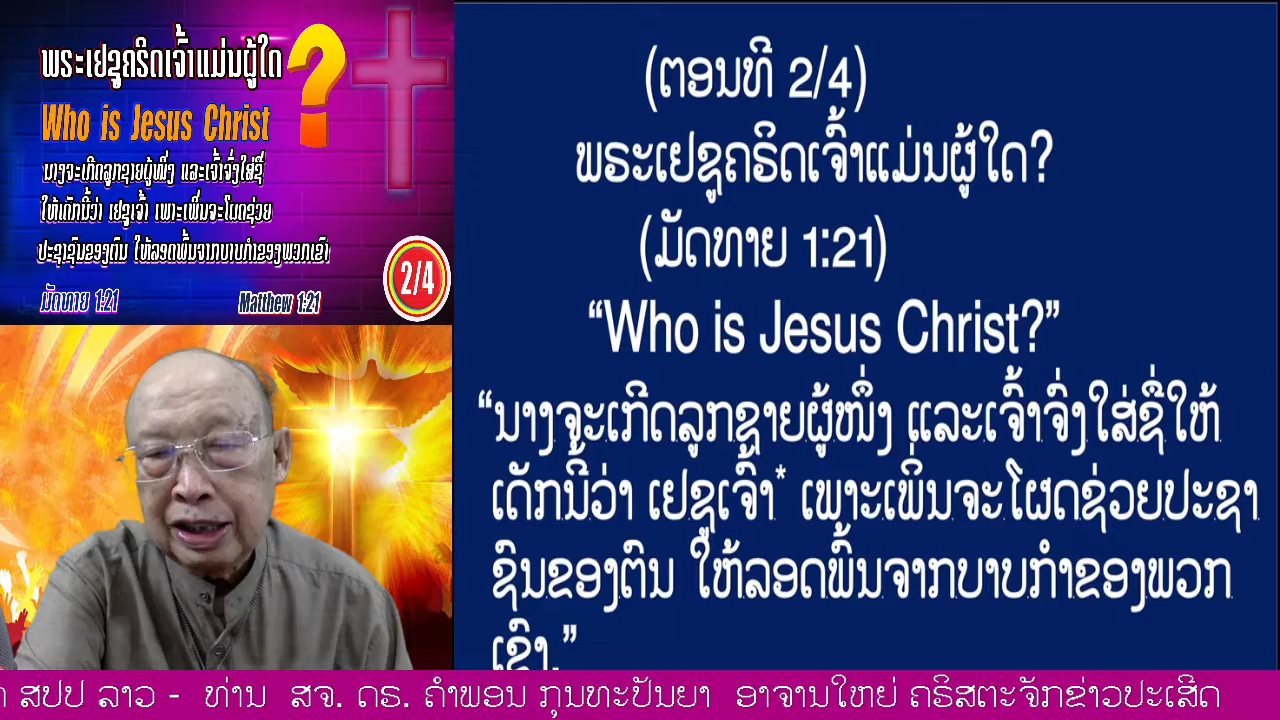 ພຣະເຢຊູຄຣິດເຈົ້າແມ່ນຜູ້ໃດ?
Who is Jesus Christ
ນາງຈະເກີດລູກຊາຍຜູ້ໜຶ່ງ ແລະເຈົ້າຈົ່ງໃສ່ຊື່
ໃຫ້ເດັກນີ້ວ່າ ເຢຊູເຈົ້າ ເພາະເພິ່ນຈະໂຜດຊ່ວຍ
ປະຊາຊົນຂອງຕົນ ໃຫ້ລອດພົ້ນຈາກບາບກຳຂອງພວກເຂົາ
ມັດທາຍ 1:21 Matthew 1:21
2/4
(ຕອນທີ 2/4)
ພຣະເຢຊູຄຣິດເຈົ້າແມ່ນຜູ້ໃດ?
(ມັດທາຍ 1:21)
“Who is Jesus Christ?”
“ນາງຈະເກີດລູກຊາຍຜູ້ໜຶ່ງ ແລະເຈົ້າຈົ່ງໃສ່ຊື່ໃຫ້
ເດັກນີ້ວ່າ ເຢຊູເຈົ້າ* ເພາະເພິ່ນຈະໂຜດຊ່ວຍປະຊາ
ຊົນຂອງຕົນ ໃຫ້ລອດພົ້ນຈາກບາບກຳຂອງພວກ
ເຂົາ.”
ສປປ ລາວ - ທ່ານ ສຈ. ດຣ. ຄຳພອນ ກຸນທະປັນຍາ ອາຈານໃຫຍ່ ຄຣິສຕະຈັກຂ່າວປະເສີດ